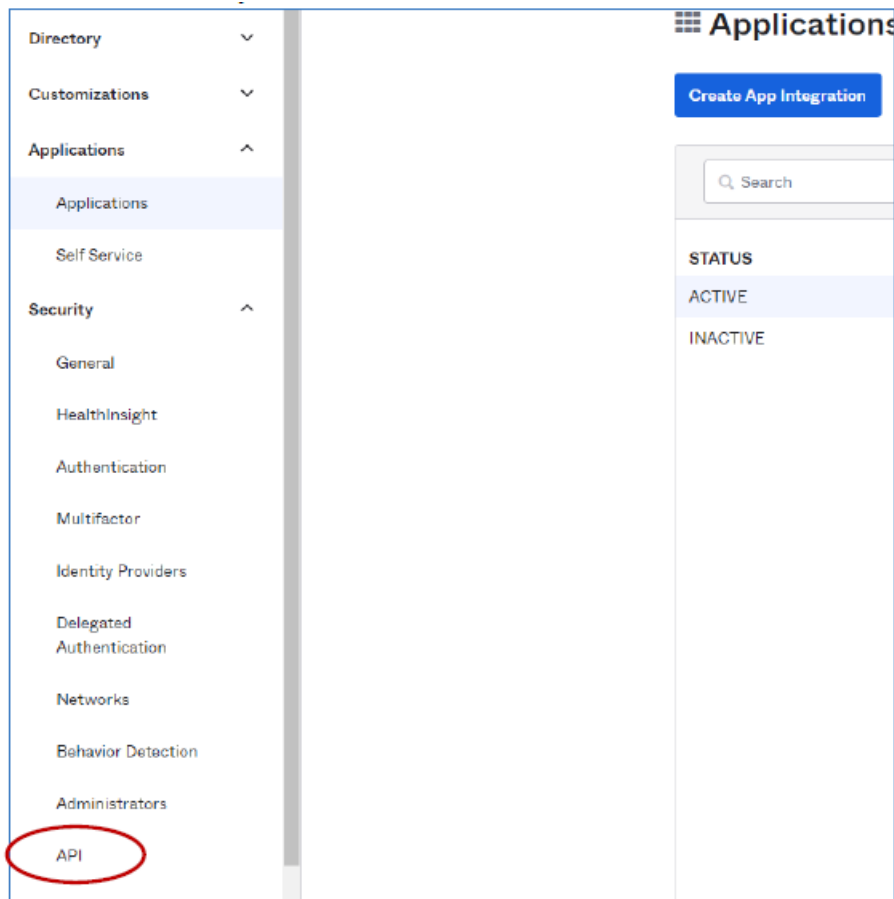 Directory
Customizations
Applications
Applications
Self Service
Security
General
HealthInsight
Authentication
Multifactor
Identity Providers
Delegated
Authentication
Networks
Behavior Detection
Administrators
API
Applications
Create App Integration
Search
STATUS
ACTIVE
INACTIVE